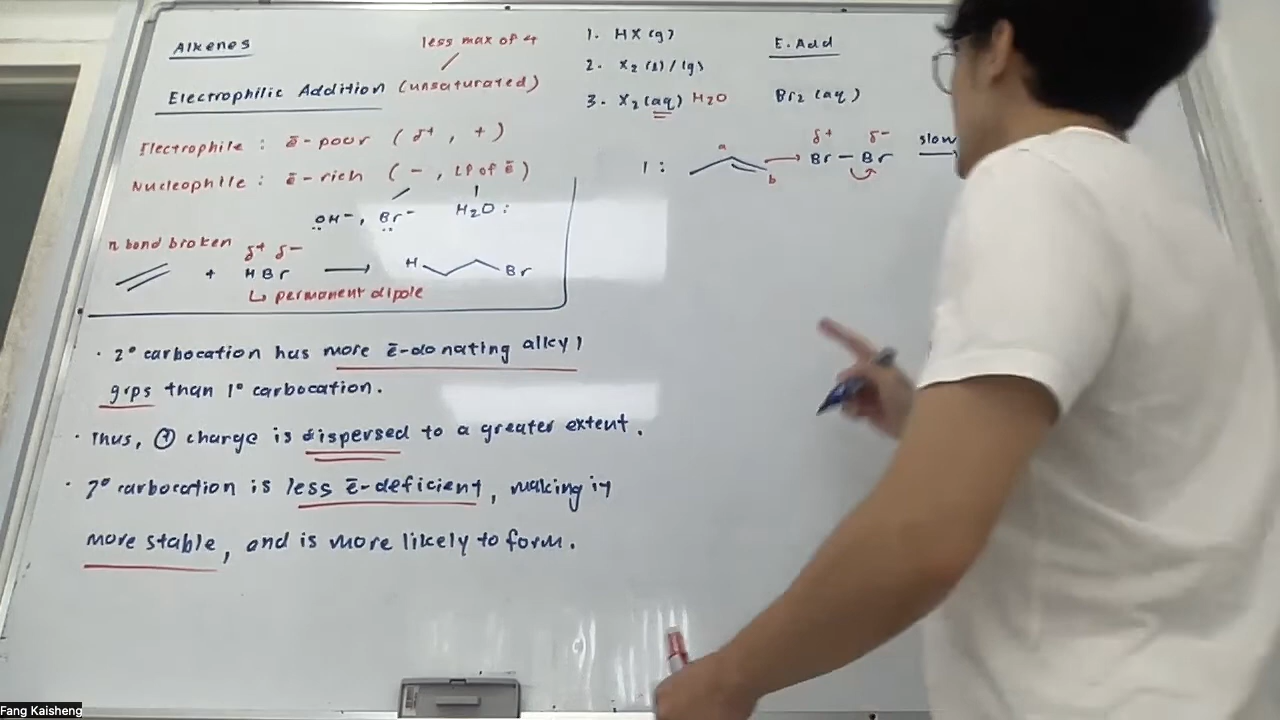 Alkenes
less max of 4
Electrophilic Addition (unsaturated)
Electrophile : ē-poor ( δ+ , + )
Nucleophile : ē-rich ( - , LP of ē )
OH-, Br- H2O :
π bond broken δ+ δ-
+ H Br → H Br
↳ permanent dipole
· 2° carbocation has more ē-donating alkyl
grps than 1° carbocation.
· Thus, ⊕ charge is dispersed to a greater extent.
· 2° carbocation is less ē-deficient, making it
more stable, and is more likely to form.
1. HX (g)
2. X2 (l) / (g)
3. X2 (aq) H2O
E. Add
Br2 (aq)
δ+ δ- slow
1 : a b Br — Br →
Fang Kaisheng